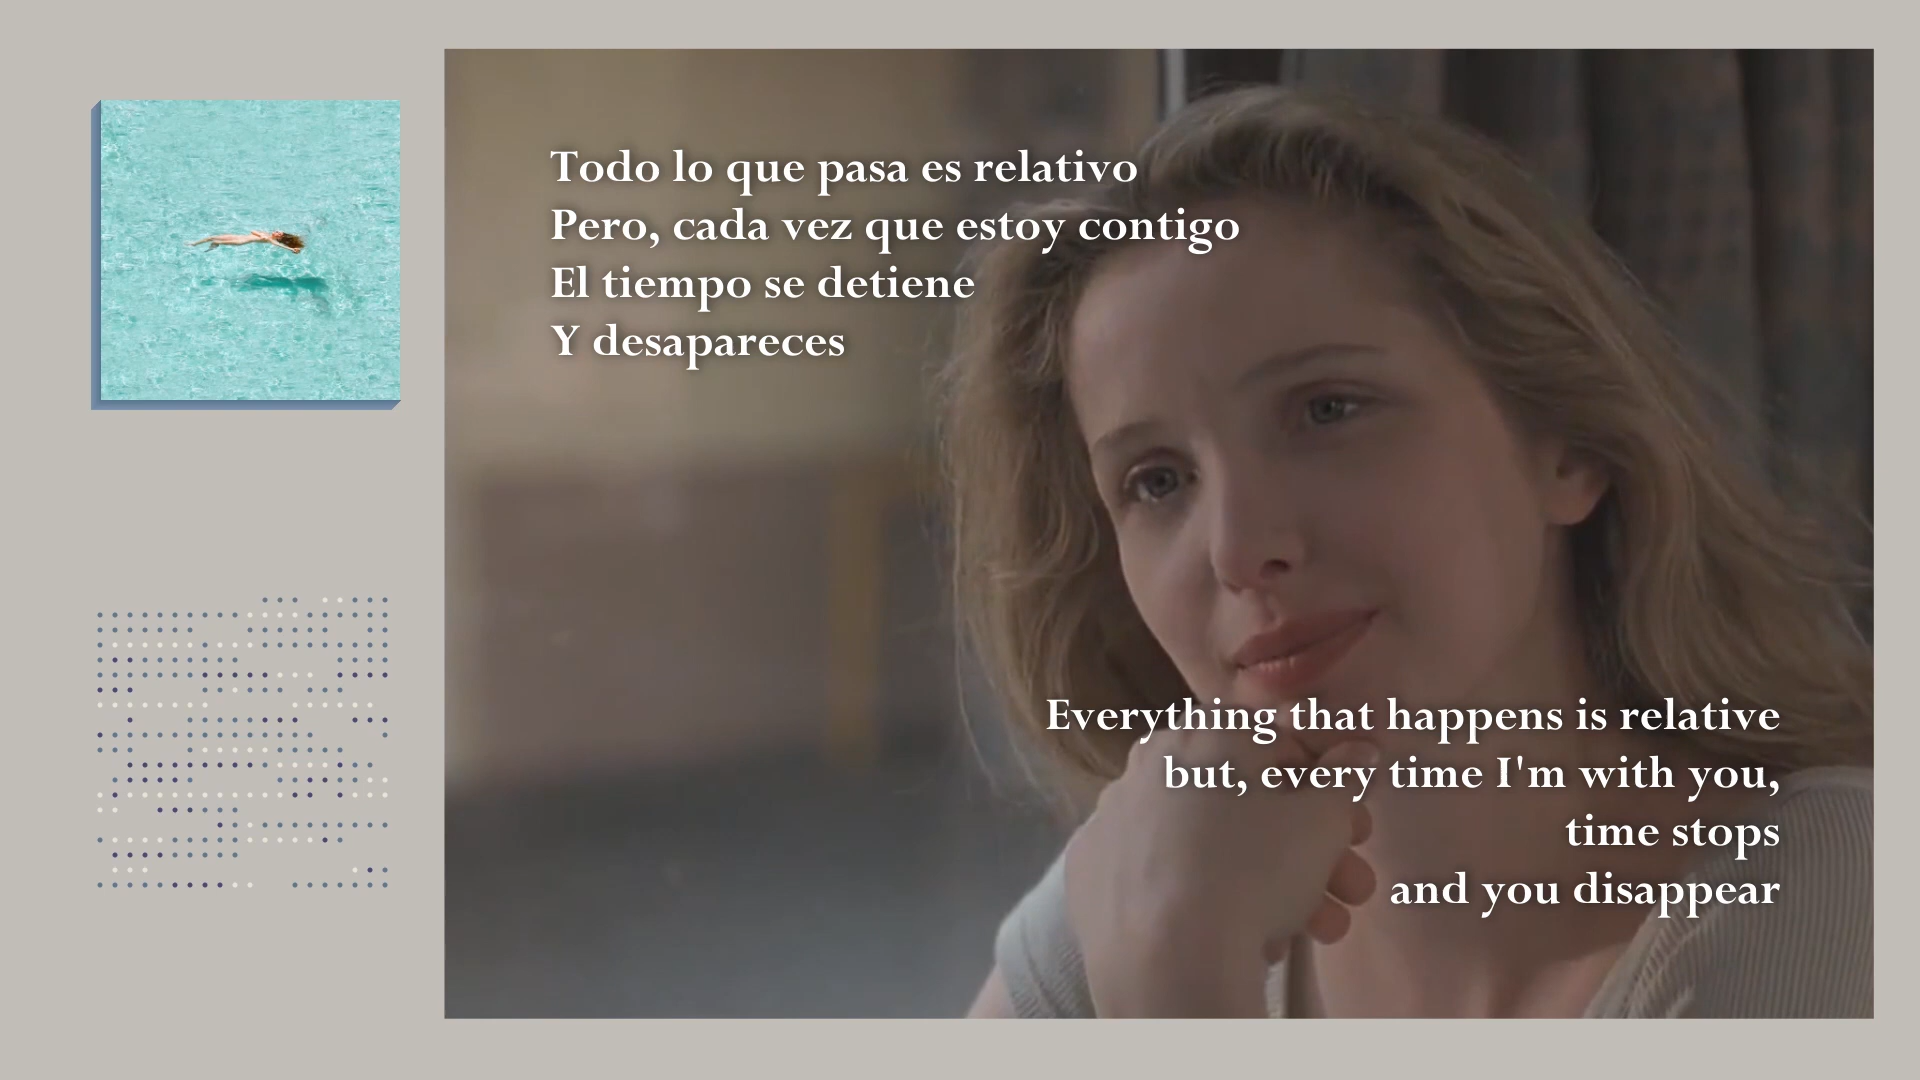 Todo lo que pasa es relativo
Pero, cada vez que estoy contigo
El tiempo se detiene
Y desapareces
Everything that happens is relative
but, every time I'm with you,
time stops
and you disappear